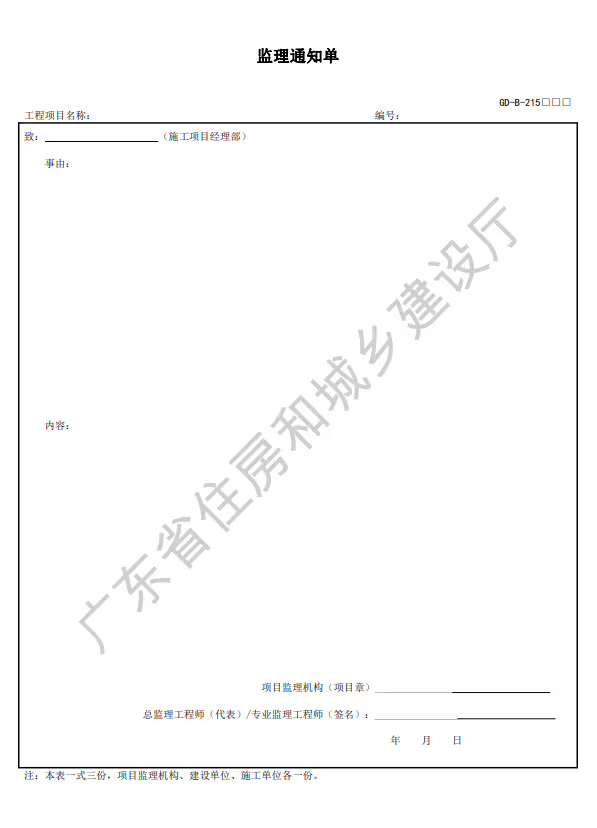 监理通知单
GD-B-215□□□
工程项目名称： 编号：
致： （施工项目经理部）
事由：
内容：
广东省住房和城乡建设厅
项目监理机构（项目章）
总监理工程师（代表）/专业监理工程师（签名）：
年 月 日
注：本表一式三份，项目监理机构、建设单位、施工单位各一份。